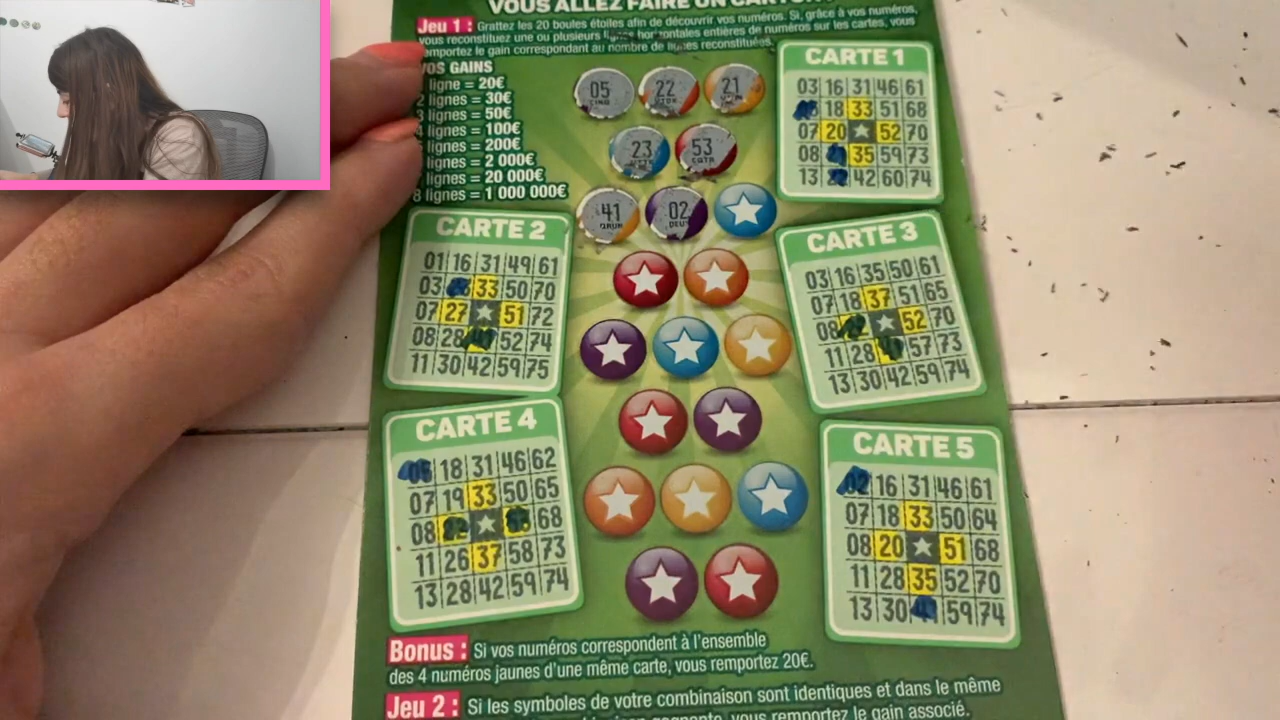 VOUS ALLEZ FAIRE UN CARTON
Jeu 1 : Grattez les 20 boules étoiles afin de découvrir vos numéros. Si, grâce à vos numéros,
vous reconstituez une ou plusieurs lignes horizontales entières de numéros sur les cartes, vous
remportez le gain correspondant au nombre de lignes reconstituées.
VOS GAINS
ligne = 20€
2 lignes = 30€
3 lignes = 50€
4 lignes = 100€
lignes = 200€
lignes = 2 000€
lignes = 20 000€
8 lignes = 1 000 000€
05 22 21
CINQ
23 53
41 02
CARTE 1
03 16 31 46 61
18 33 51 68
07 20 52 70
08 35 59 73
13 42 60 74
CARTE 2
01 16 31 49 61
03 33 50 70
07 27 51 72
08 28 52 74
11 30 42 59 75
CARTE 3
03 16 35 50 61
07 18 37 51 65
08 52 70
11 28 57 73
13 30 42 59 74
CARTE 4
05 18 31 46 62
07 19 33 50 65
08 68
11 26 37 58 73
13 28 42 59 74
CARTE 5
02 16 31 46 61
07 18 33 50 64
08 20 51 68
11 28 35 52 70
13 30 41 59 74
Bonus : Si vos numéros correspondent à l'ensemble
des 4 numéros jaunes d'une même carte, vous remportez 20€.
Jeu 2 : Si les symboles de votre combinaison sont identiques et dans le même
gagnante, vous remportez le gain associé.